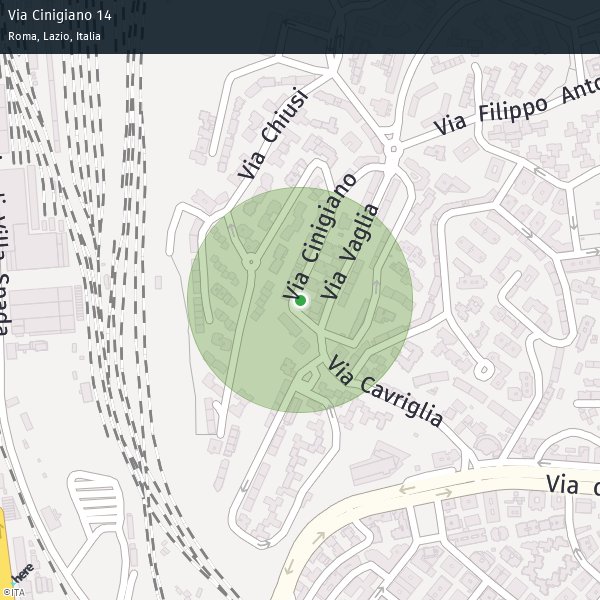 Via Cinigiano 14
Roma, Lazio, Italia
Via Chiusi
Via Filippo Anto
Via Cinigiano
Via Vaglia
Spada
Via Cavriglia
Via
here
©ITA